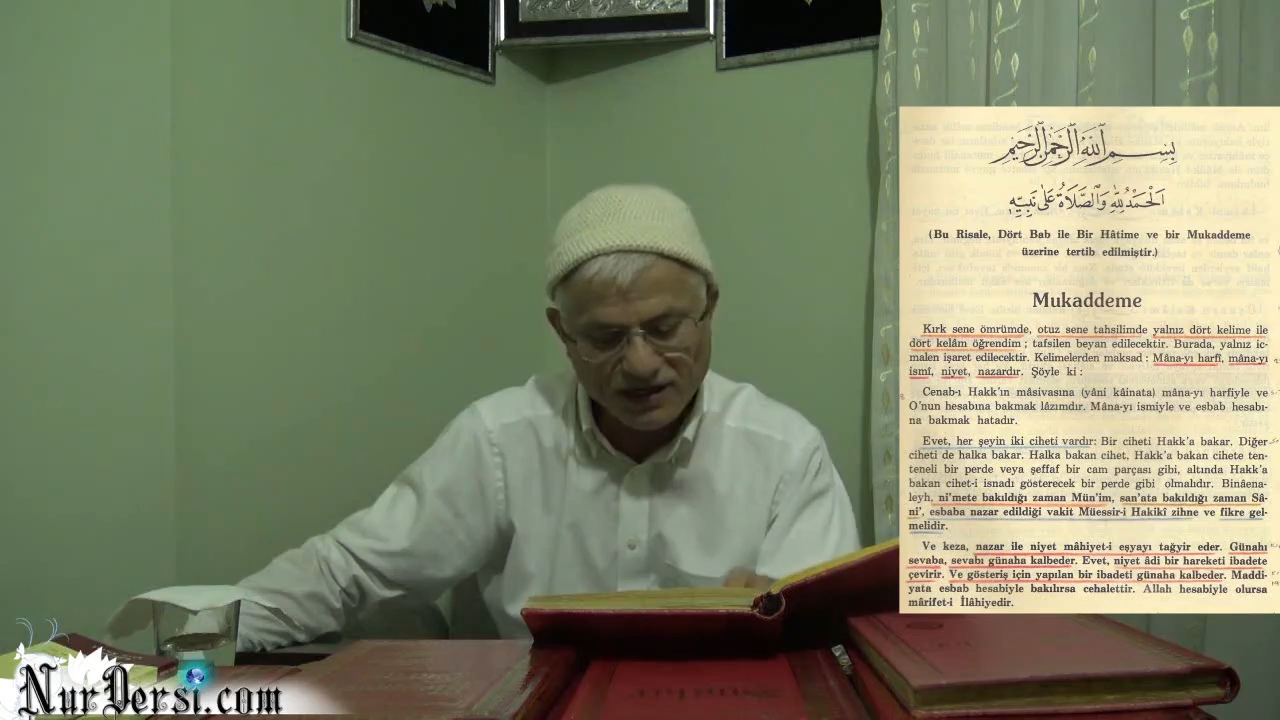 بِسْمِ اللّٰهِ الرَّحْمٰنِ الرَّحِيمِ
اَلْحَمْدُ لِلّٰهِ وَالصَّلَاةُ عَلٰى نَبِيِّهِ
(Bu Risale, Dört Bab ile Bir Hâtime ve bir Mukaddeme
üzerine tertib edilmiştir.)
Mukaddeme
Kırk sene ömrümde, otuz sene tahsilimde yalnız dört kelime ile
dört kelâm öğrendim; tafsilen beyan edilecektir. Burada, yalnız ic-
malen işaret edilecektir. Kelimelerden maksad: Mâna-yı harfî, mâna-yı
ismî, niyet, nazardır. Şöyle ki:
Cenab-ı Hakk'ın mâsivasına (yâni kâinata) mâna-yı harfiyle ve
O'nun hesabına bakmak lâzımdır. Mâna-yı ismiyle ve esbab hesabı-
na bakmak hatadır.
Evet, her şeyin iki ciheti vardır: Bir ciheti Hakk'a bakar. Diğer
ciheti de halka bakar. Halka bakan cihet, Hakk'a bakan cihete ten-
teneli bir perde veya şeffaf bir cam parçası gibi, altında Hakk'a
bakan cihet-i isnadı gösterecek bir perde gibi olmalıdır. Binâena-
leyh, ni'mete bakıldığı zaman Mün'im, san'ata bakıldığı zaman Sâ-
ni', esbaba nazar edildiği vakit Müessir-i Hakikî zihne ve fikre gel-
melidir.
Ve keza, nazar ile niyet mâhiyet-i eşyayı tağyir eder. Günahı
sevaba, sevabı günaha kalbeder. Evet, niyet âdi bir hareketi ibadete
çevirir. Ve gösteriş için yapılan bir ibadeti günaha kalbeder. Maddi-
yata esbab hesabiyle bakılırsa cehalettir. Allah hesabiyle olursa
mârifet-i İlâhiyedir.
NurDersi.com